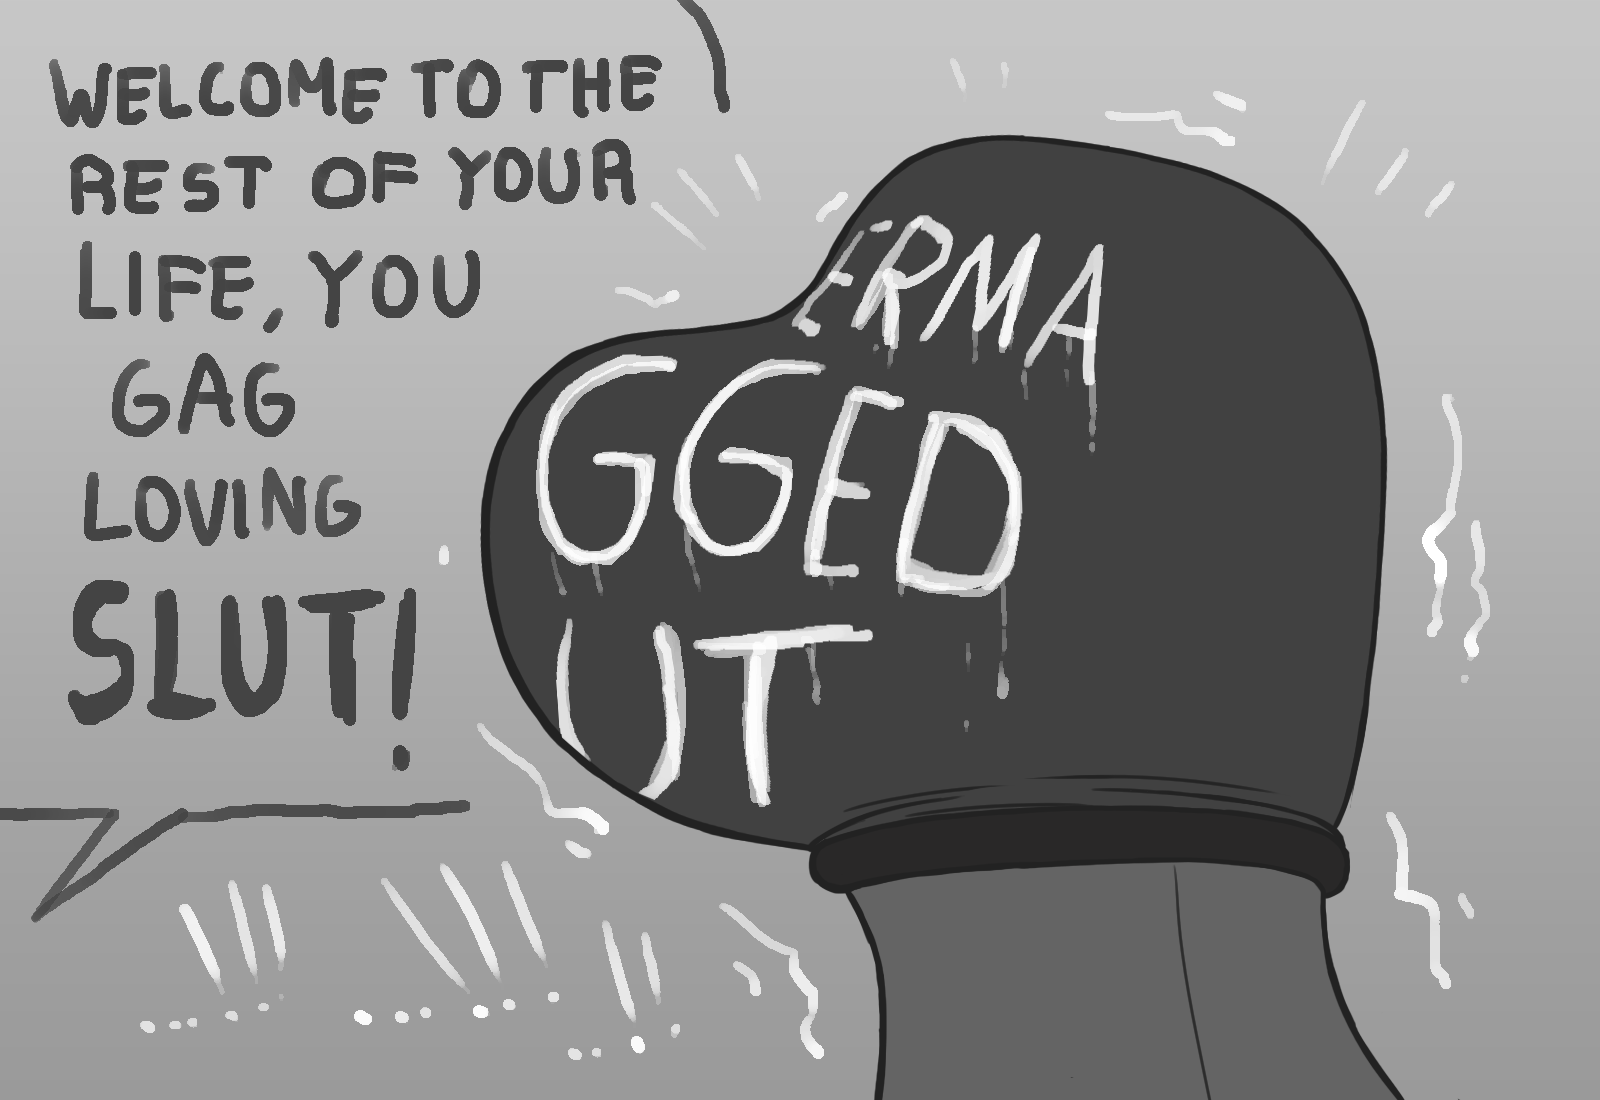 WELCOME TO THE
REST OF YOUR
LIFE, YOU
GAG
LOVING
SLUT!
ERMA
GGED
UT